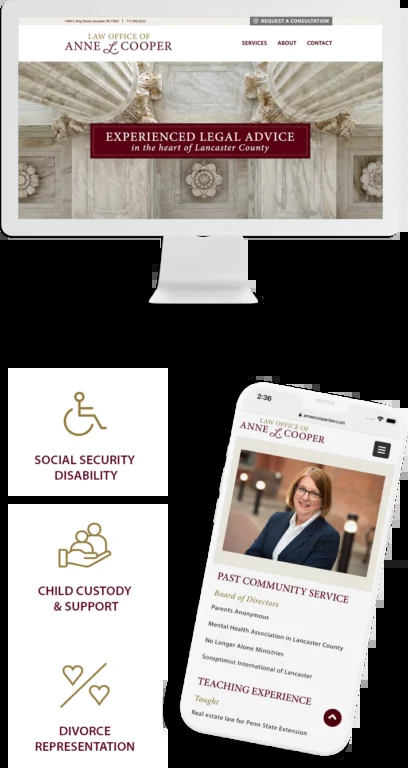 REQUEST A CONSULTATION
LAW OFFICE OF
ANNE L COOPER
SERVICES ABOUT CONTACT
EXPERIENCED LEGAL ADVICE
in the heart of Lancaster County
SOCIAL SECURITY
DISABILITY
CHILD CUSTODY
& SUPPORT
DIVORCE
REPRESENTATION
2:36
LAW OFFICE OF
ANNE L COOPER
PAST COMMUNITY SERVICE
Board of Directors
Parents Anonymous
Mental Health Association in Lancaster County
No Longer Alone Ministries
Soroptimist International of Lancaster
TEACHING EXPERIENCE
Taught
Real estate law for Penn State Extension